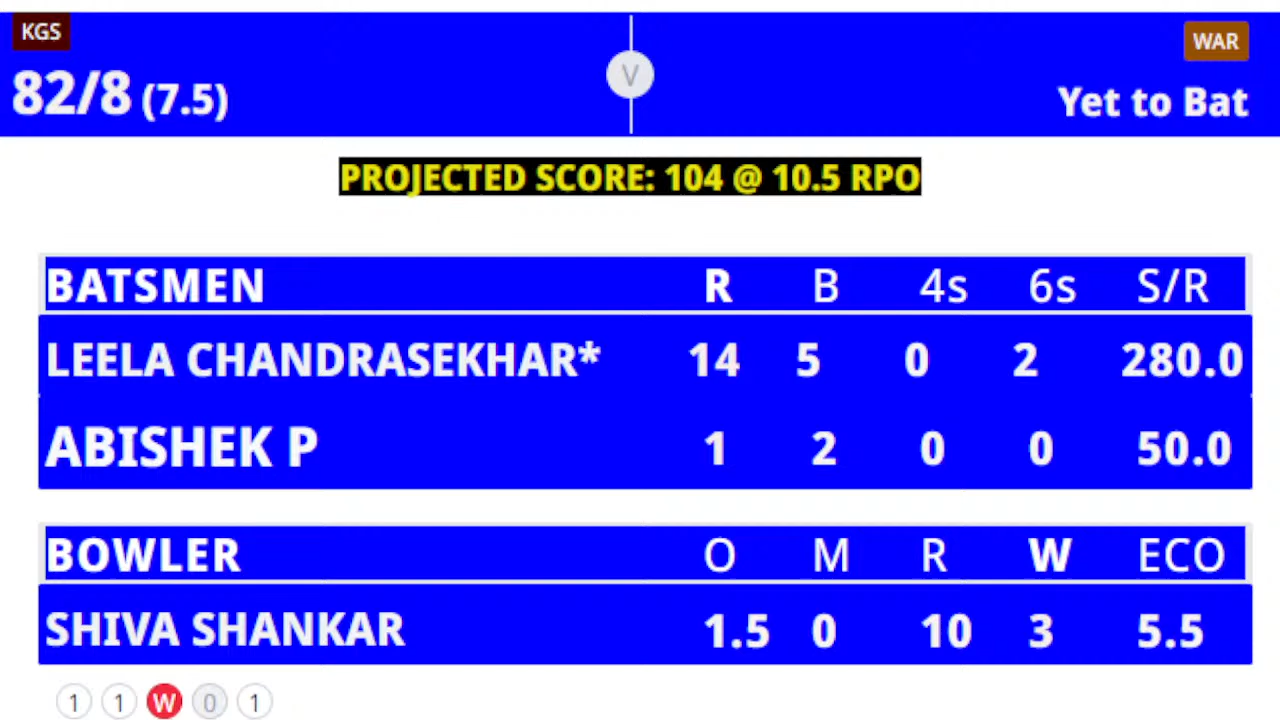 KGS
WAR
82/8 (7.5)
V
Yet to Bat
PROJECTED SCORE: 104 @ 10.5 RPO
BATSMEN R B 4s 6s S/R
LEELA CHANDRASEKHAR* 14 5 0 2 280.0
ABISHEK P 1 2 0 0 50.0
BOWLER O M R W ECO
SHIVA SHANKAR 1.5 0 10 3 5.5
1 1 W 0 1